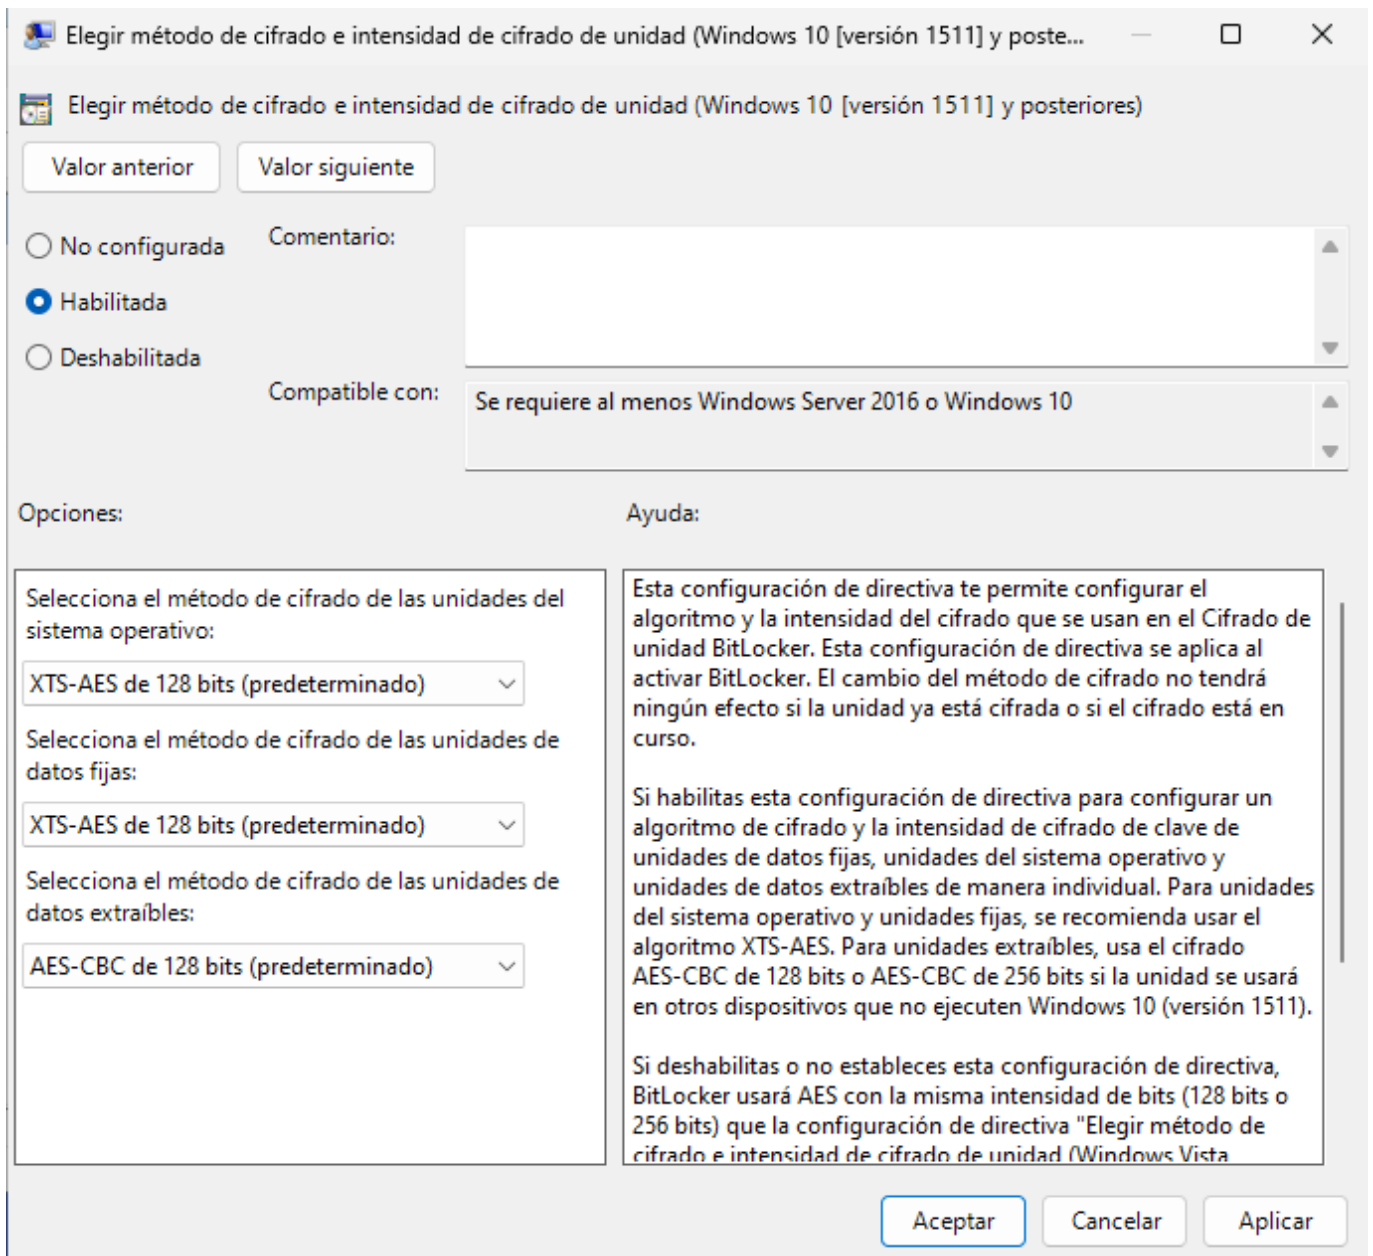 Elegir método de cifrado e intensidad de cifrado de unidad (Windows 10 [versión 1511] y poste...
Elegir método de cifrado e intensidad de cifrado de unidad (Windows 10 [versión 1511] y posteriores)
Valor anterior
Valor siguiente
No configurada
Habilitada
Deshabilitada
Comentario:
Compatible con:
Se requiere al menos Windows Server 2016 o Windows 10
Opciones:
Selecciona el método de cifrado de las unidades del
sistema operativo:
XTS-AES de 128 bits (predeterminado)
Selecciona el método de cifrado de las unidades de
datos fijas:
XTS-AES de 128 bits (predeterminado)
Selecciona el método de cifrado de las unidades de
datos extraíbles:
AES-CBC de 128 bits (predeterminado)
Ayuda:
Esta configuración de directiva te permite configurar el
algoritmo y la intensidad del cifrado que se usan en el Cifrado de
unidad BitLocker. Esta configuración de directiva se aplica al
activar BitLocker. El cambio del método de cifrado no tendrá
ningún efecto si la unidad ya está cifrada o si el cifrado está en
curso.
Si habilitas esta configuración de directiva para configurar un
algoritmo de cifrado y la intensidad de cifrado de clave de
unidades de datos fijas, unidades del sistema operativo y
unidades de datos extraíbles de manera individual. Para unidades
del sistema operativo y unidades fijas, se recomienda usar el
algoritmo XTS-AES. Para unidades extraíbles, usa el cifrado
AES-CBC de 128 bits o AES-CBC de 256 bits si la unidad se usará
en otros dispositivos que no ejecuten Windows 10 (versión 1511).
Si deshabilitas o no estableces esta configuración de directiva,
BitLocker usará AES con la misma intensidad de bits (128 bits o
256 bits) que la configuración de directiva "Elegir método de
cifrado e intensidad de cifrado de unidad (Windows Vista
Aceptar
Cancelar
Aplicar